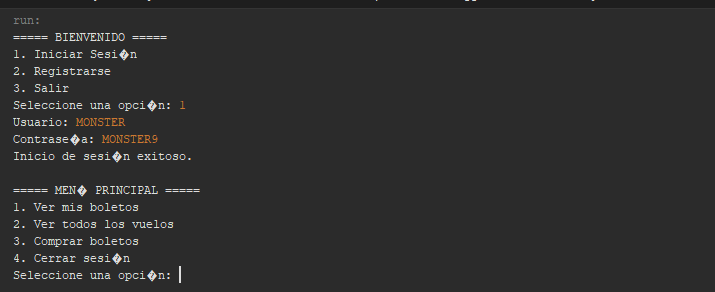 run:
===== BIENVENIDO =====
1. Iniciar Sesi�n
2. Registrarse
3. Salir
Seleccione una opci�n: 1
Usuario: MONSTER
Contrase�a: MONSTER9
Inicio de sesi�n exitoso.
===== MEN� PRINCIPAL =====
1. Ver mis boletos
2. Ver todos los vuelos
3. Comprar boletos
4. Cerrar sesi�n
Seleccione una opci�n: